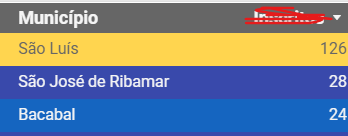 Município
São Luís 126
São José de Ribamar 28
Bacabal 24